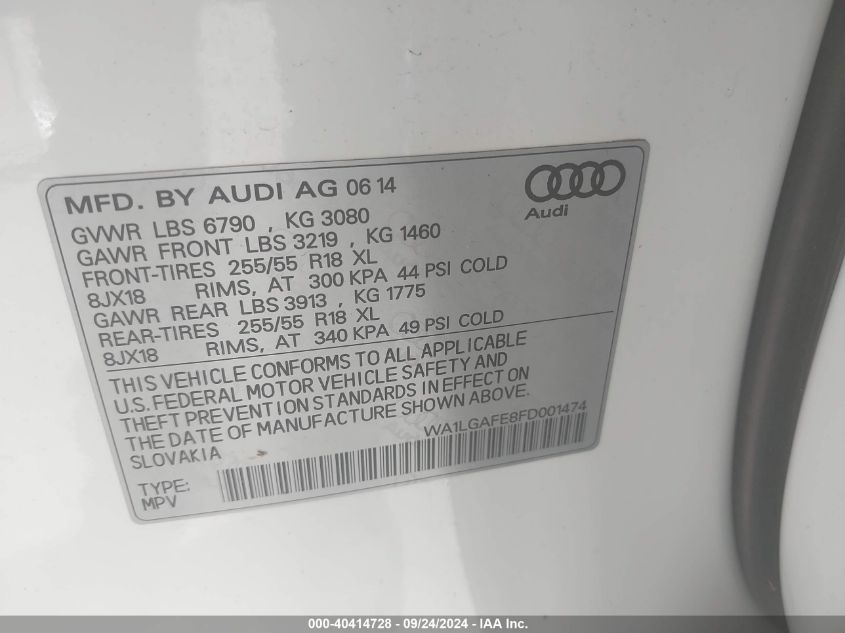 MFD. BY AUDI AG 06 14
Audi
GVWR LBS 6790 , KG 3080
GAWR FRONT LBS 3219 , KG 1460
FRONT-TIRES 255/55 R18 XL
8JX18 RIMS, AT 300 KPA 44 PSI COLD
GAWR REAR LBS 3913 , KG 1775
REAR-TIRES 255/55 R18 XL
8JX18 RIMS, AT 340 KPA 49 PSI COLD
THIS VEHICLE CONFORMS TO ALL APPLICABLE
U.S. FEDERAL MOTOR VEHICLE SAFETY AND
THEFT PREVENTION STANDARDS IN EFFECT ON
THE DATE OF MANUFACTURE SHOWN ABOVE.
SLOVAKIA WA1LGAFE8FD001474
TYPE:
MPV
000-40414728 - 09/24/2024 - IAA Inc.